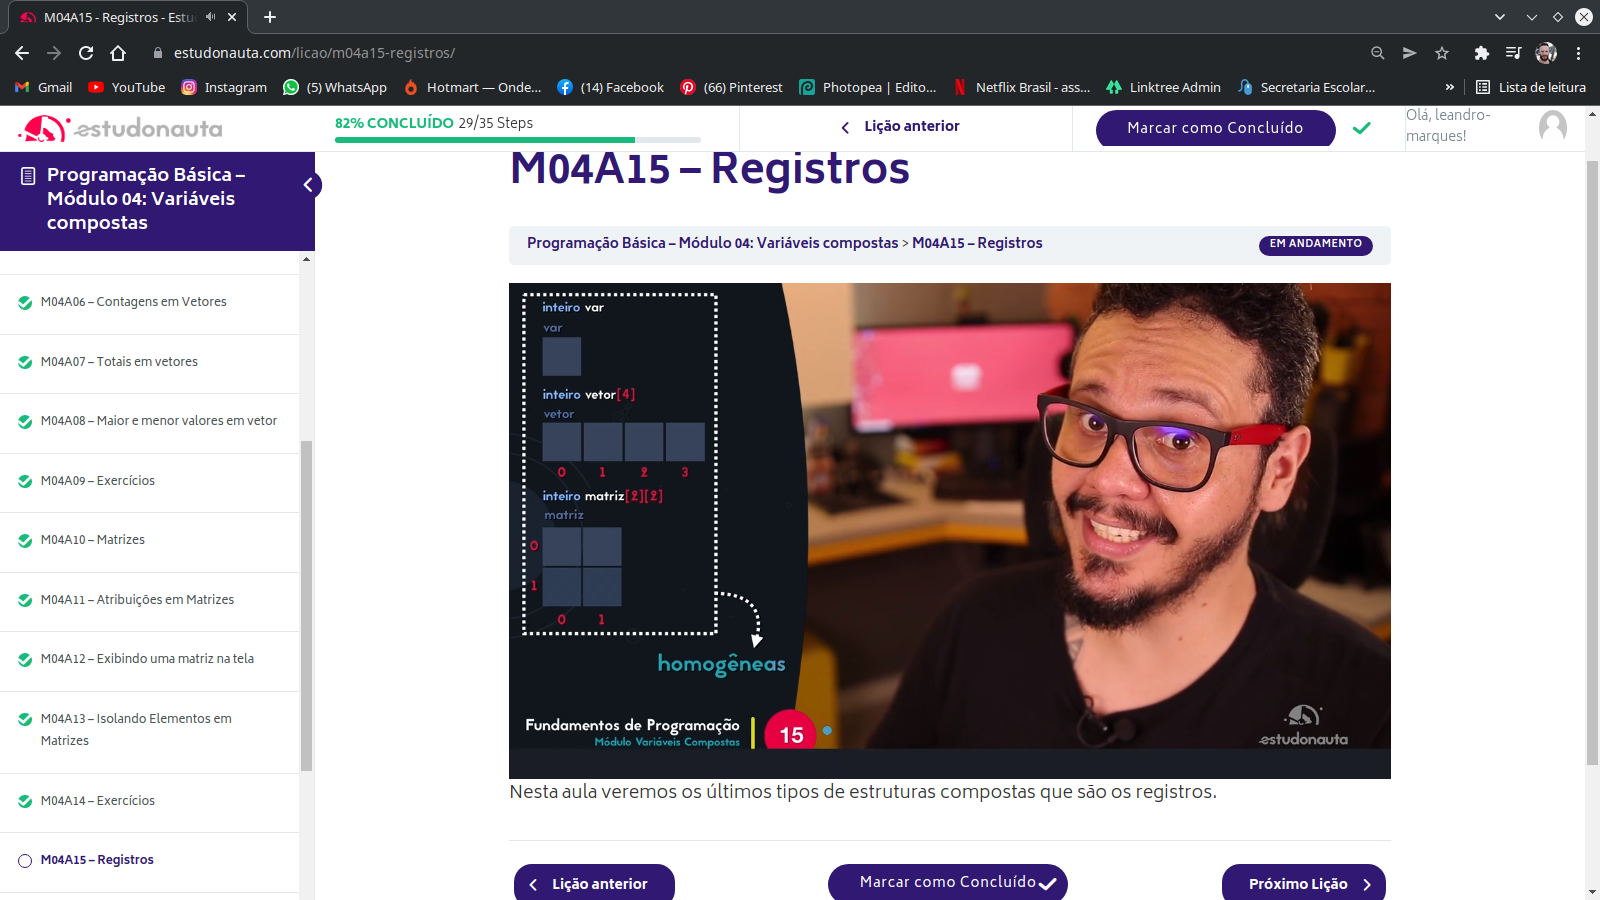 M04A15 - Registros - Estu
estudonauta.com/licao/m04a15-registros/
Gmail
YouTube
Instagram
(5) WhatsApp
Hotmart — Onde...
(14) Facebook
(66) Pinterest
Photopea | Edito...
Netflix Brasil - ass...
Linktree Admin
Secretaria Escolar...
»
Lista de leitura
estudonauta
82% CONCLUÍDO 29/35 Steps
Lição anterior
Marcar como Concluído
Olá, leandro-
marques!
Programação Básica –
Módulo 04: Variáveis
compostas
M04A06 – Contagens em Vetores
M04A07 – Totais em vetores
M04A08 – Maior e menor valores em vetor
M04A09 – Exercícios
M04A10 – Matrizes
M04A11 – Atribuições em Matrizes
M04A12 – Exibindo uma matriz na tela
M04A13 – Isolando Elementos em
Matrizes
M04A14 – Exercícios
M04A15 – Registros
M04A15 – Registros
Programação Básica – Módulo 04: Variáveis compostas > M04A15 – Registros
EM ANDAMENTO
inteiro var
var
inteiro vetor[4]
vetor
0 1 2 3
inteiro matriz[2][2]
matriz
0
1
0 1
homogêneas
Fundamentos de Programação
Módulo Variáveis Compostas
15
estudonauta
Nesta aula veremos os últimos tipos de estruturas compostas que são os registros.
Lição anterior
Marcar como Concluído
Próximo Lição